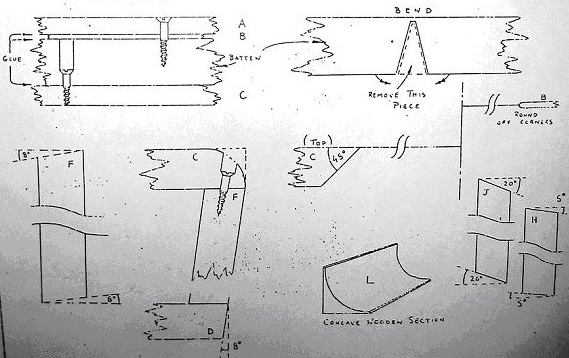 A
B
GLUE
BATTEN
C
BEND
REMOVE THIS
PIECE
B
ROUND
OFF CORNERS
8°
F
C
F
(TOP)
C
45°
J
20°
5°
H
L
20°
5°
8°
D
8°
CONCAVE WOODEN SECTION